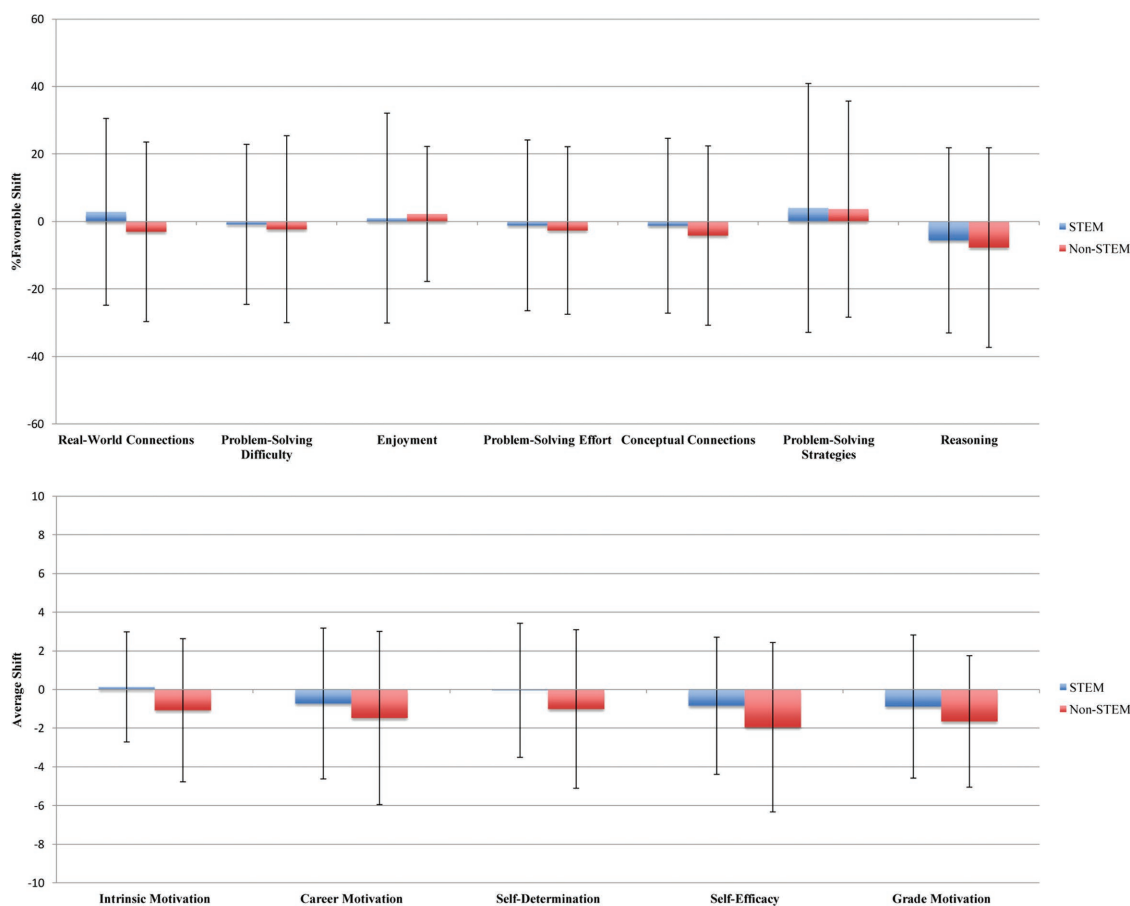 60
40
20
0
-20
-40
-60
%Favorable Shift
Real-World Connections
Problem-Solving
Difficulty
Enjoyment
Problem-Solving Effort
Conceptual Connections
Problem-Solving
Strategies
Reasoning
STEM
Non-STEM
10
8
6
4
2
0
-2
-4
-6
-8
-10
Average Shift
Intrinsic Motivation
Career Motivation
Self-Determination
Self-Efficacy
Grade Motivation
STEM
Non-STEM